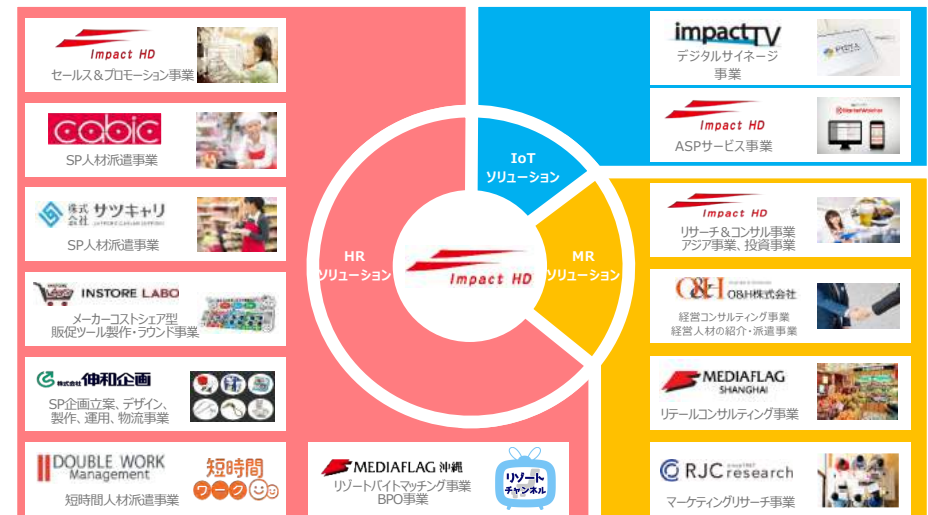 Impact HD
セールス＆プロモーション事業
cabic
SP人材派遣事業
株式会社 サツキャリ
SP人材派遣事業
INSTORE LABO
メーカーコストシェア型
販促ツール製作・ラウンド事業
株式会社 伸和企画
SP企画立案、デザイン、
製作、運用、物流事業
DOUBLE WORK
Management
短時間
ワーク
短時間人材派遣事業
MEDIAFLAG 沖縄
リゾートバイトマッチング事業
BPO事業
リゾート
チャンネル
HR
ソリューション
Impact HD
IoT
ソリューション
MR
ソリューション
impactTV
デジタルサイネージ
事業
Impact HD
ASPサービス事業
Impact HD
リサーチ＆コンサル事業
アジア事業、投資事業
O&H O&H株式会社
経営コンサルティング事業
経営人材の紹介・派遣事業
MEDIAFLAG
SHANGHAI
リテールコンサルティング事業
since1967
RJC research
マーケティングリサーチ事業